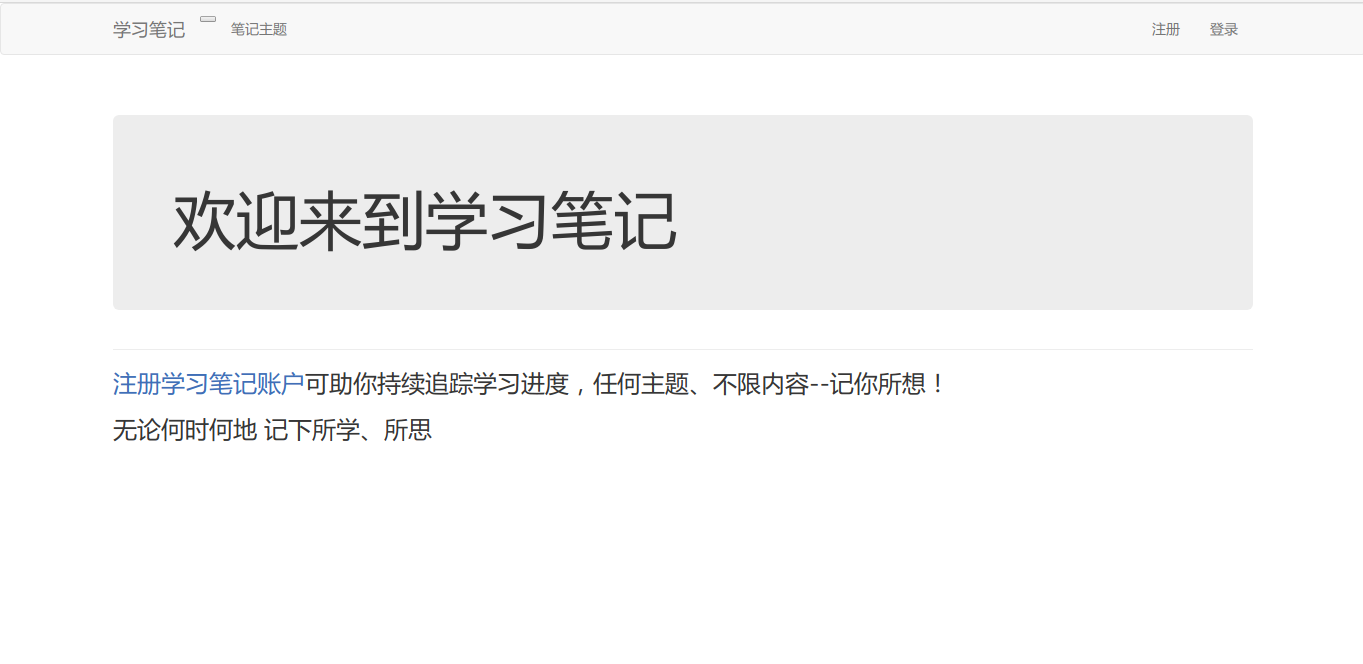 学习笔记 笔记主题 注册 登录
欢迎来到学习笔记
注册学习笔记账户可助你持续追踪学习进度，任何主题、不限内容--记你所想！
无论何时何地 记下所学、所思